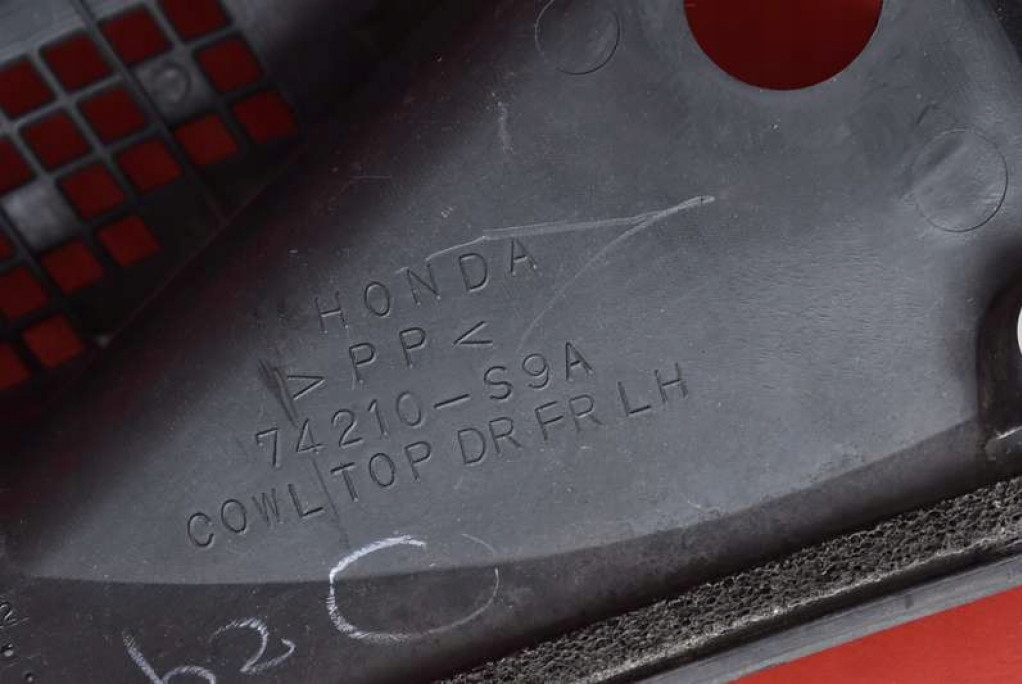 HONDA
>PP<
74210-S9A
COWL TOP DR FR LH